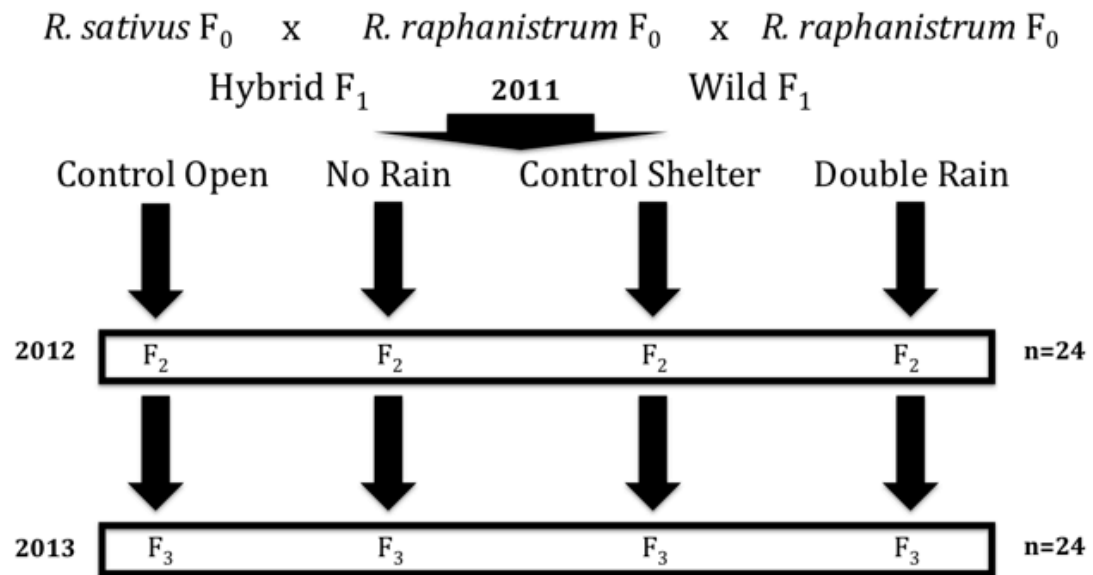 R. sativus F₀ x R. raphanistrum F₀ x R. raphanistrum F₀
Hybrid F₁ 2011 Wild F₁
Control Open No Rain Control Shelter Double Rain
2012 F₂ F₂ F₂ F₂ n=24
2013 F₃ F₃ F₃ F₃ n=24